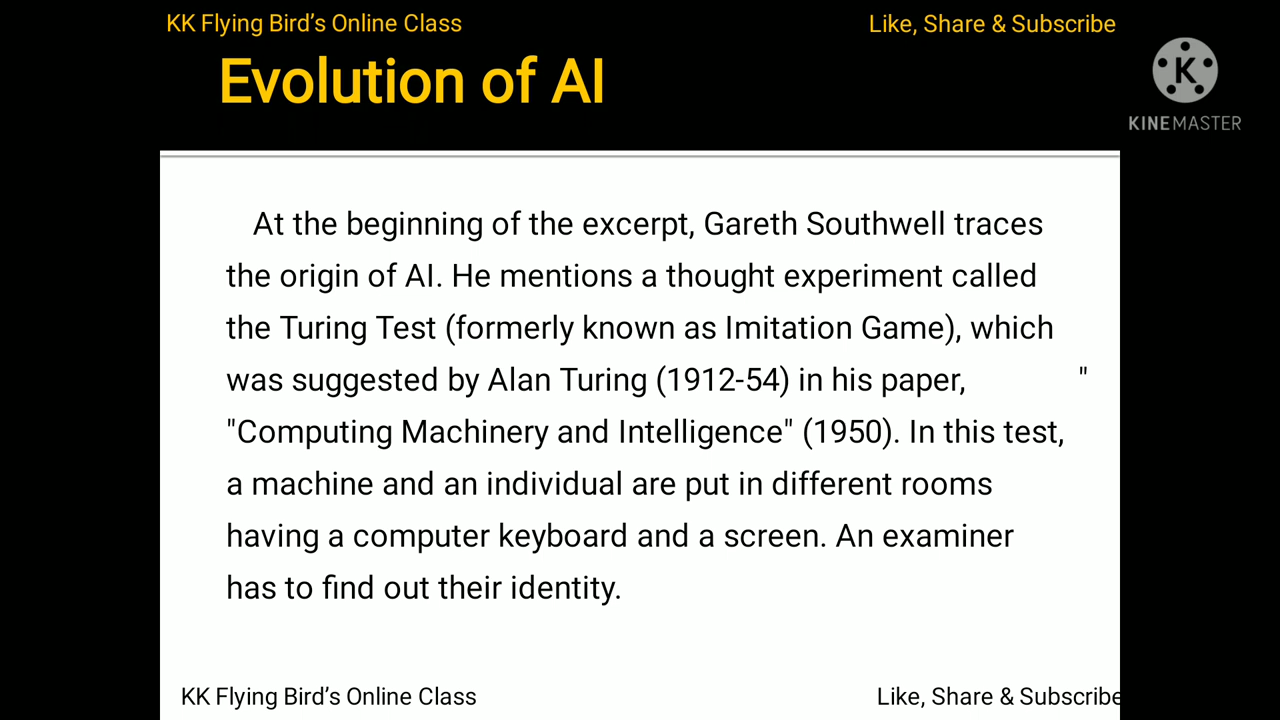 KK Flying Bird’s Online Class
Like, Share & Subscribe
Evolution of AI
K
KINEMASTER
At the beginning of the excerpt, Gareth Southwell traces
the origin of AI. He mentions a thought experiment called
the Turing Test (formerly known as Imitation Game), which
was suggested by Alan Turing (1912-54) in his paper, "
"Computing Machinery and Intelligence" (1950). In this test,
a machine and an individual are put in different rooms
having a computer keyboard and a screen. An examiner
has to find out their identity.
KK Flying Bird’s Online Class
Like, Share & Subscribe